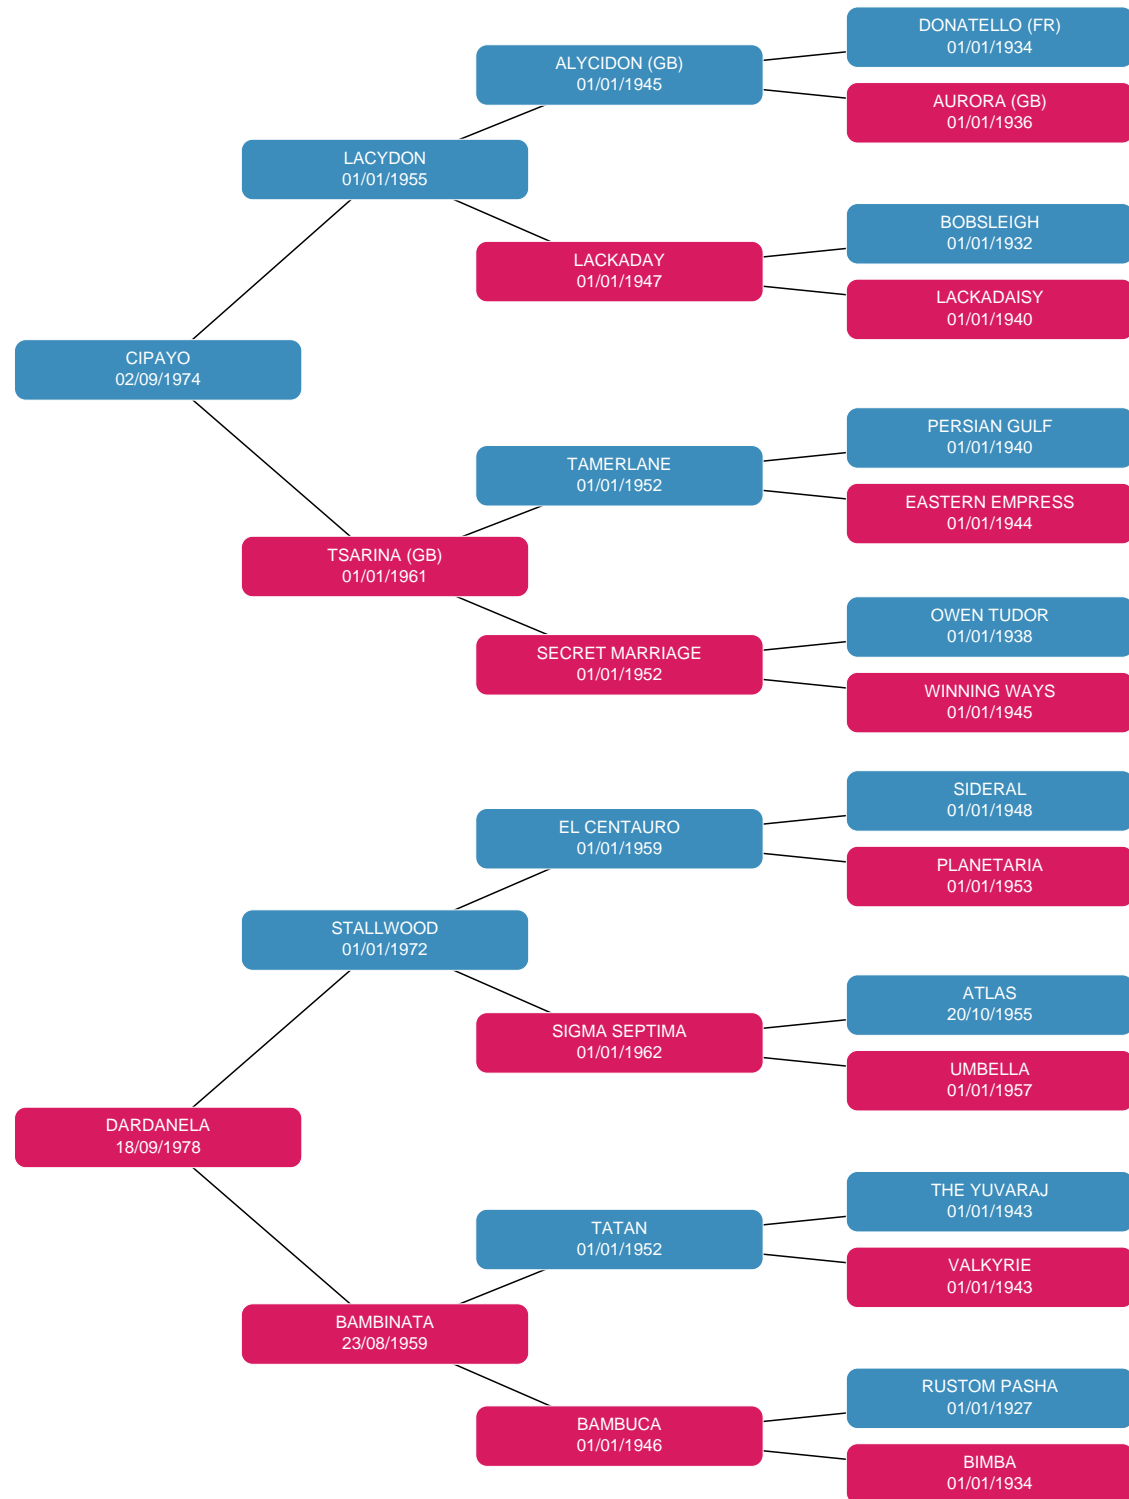 DONATELLO (FR)
01/01/1934
ALYCIDON (GB)
01/01/1945
AURORA (GB)
01/01/1936
LACYDON
01/01/1955
BOBSLEIGH
01/01/1932
LACKADAY
01/01/1947
LACKADAISY
01/01/1940
CIPAYO
02/09/1974
PERSIAN GULF
01/01/1940
TAMERLANE
01/01/1952
EASTERN EMPRESS
01/01/1944
TSARINA (GB)
01/01/1961
OWEN TUDOR
01/01/1938
SECRET MARRIAGE
01/01/1952
WINNING WAYS
01/01/1945
SIDERAL
01/01/1948
EL CENTAURO
01/01/1959
PLANETARIA
01/01/1953
STALLWOOD
01/01/1972
ATLAS
20/10/1955
SIGMA SEPTIMA
01/01/1962
UMBELLA
01/01/1957
DARDANELA
18/09/1978
THE YUVARAJ
01/01/1943
TATAN
01/01/1952
VALKYRIE
01/01/1943
BAMBINATA
23/08/1959
RUSTOM PASHA
01/01/1927
BAMBUCA
01/01/1946
BIMBA
01/01/1934